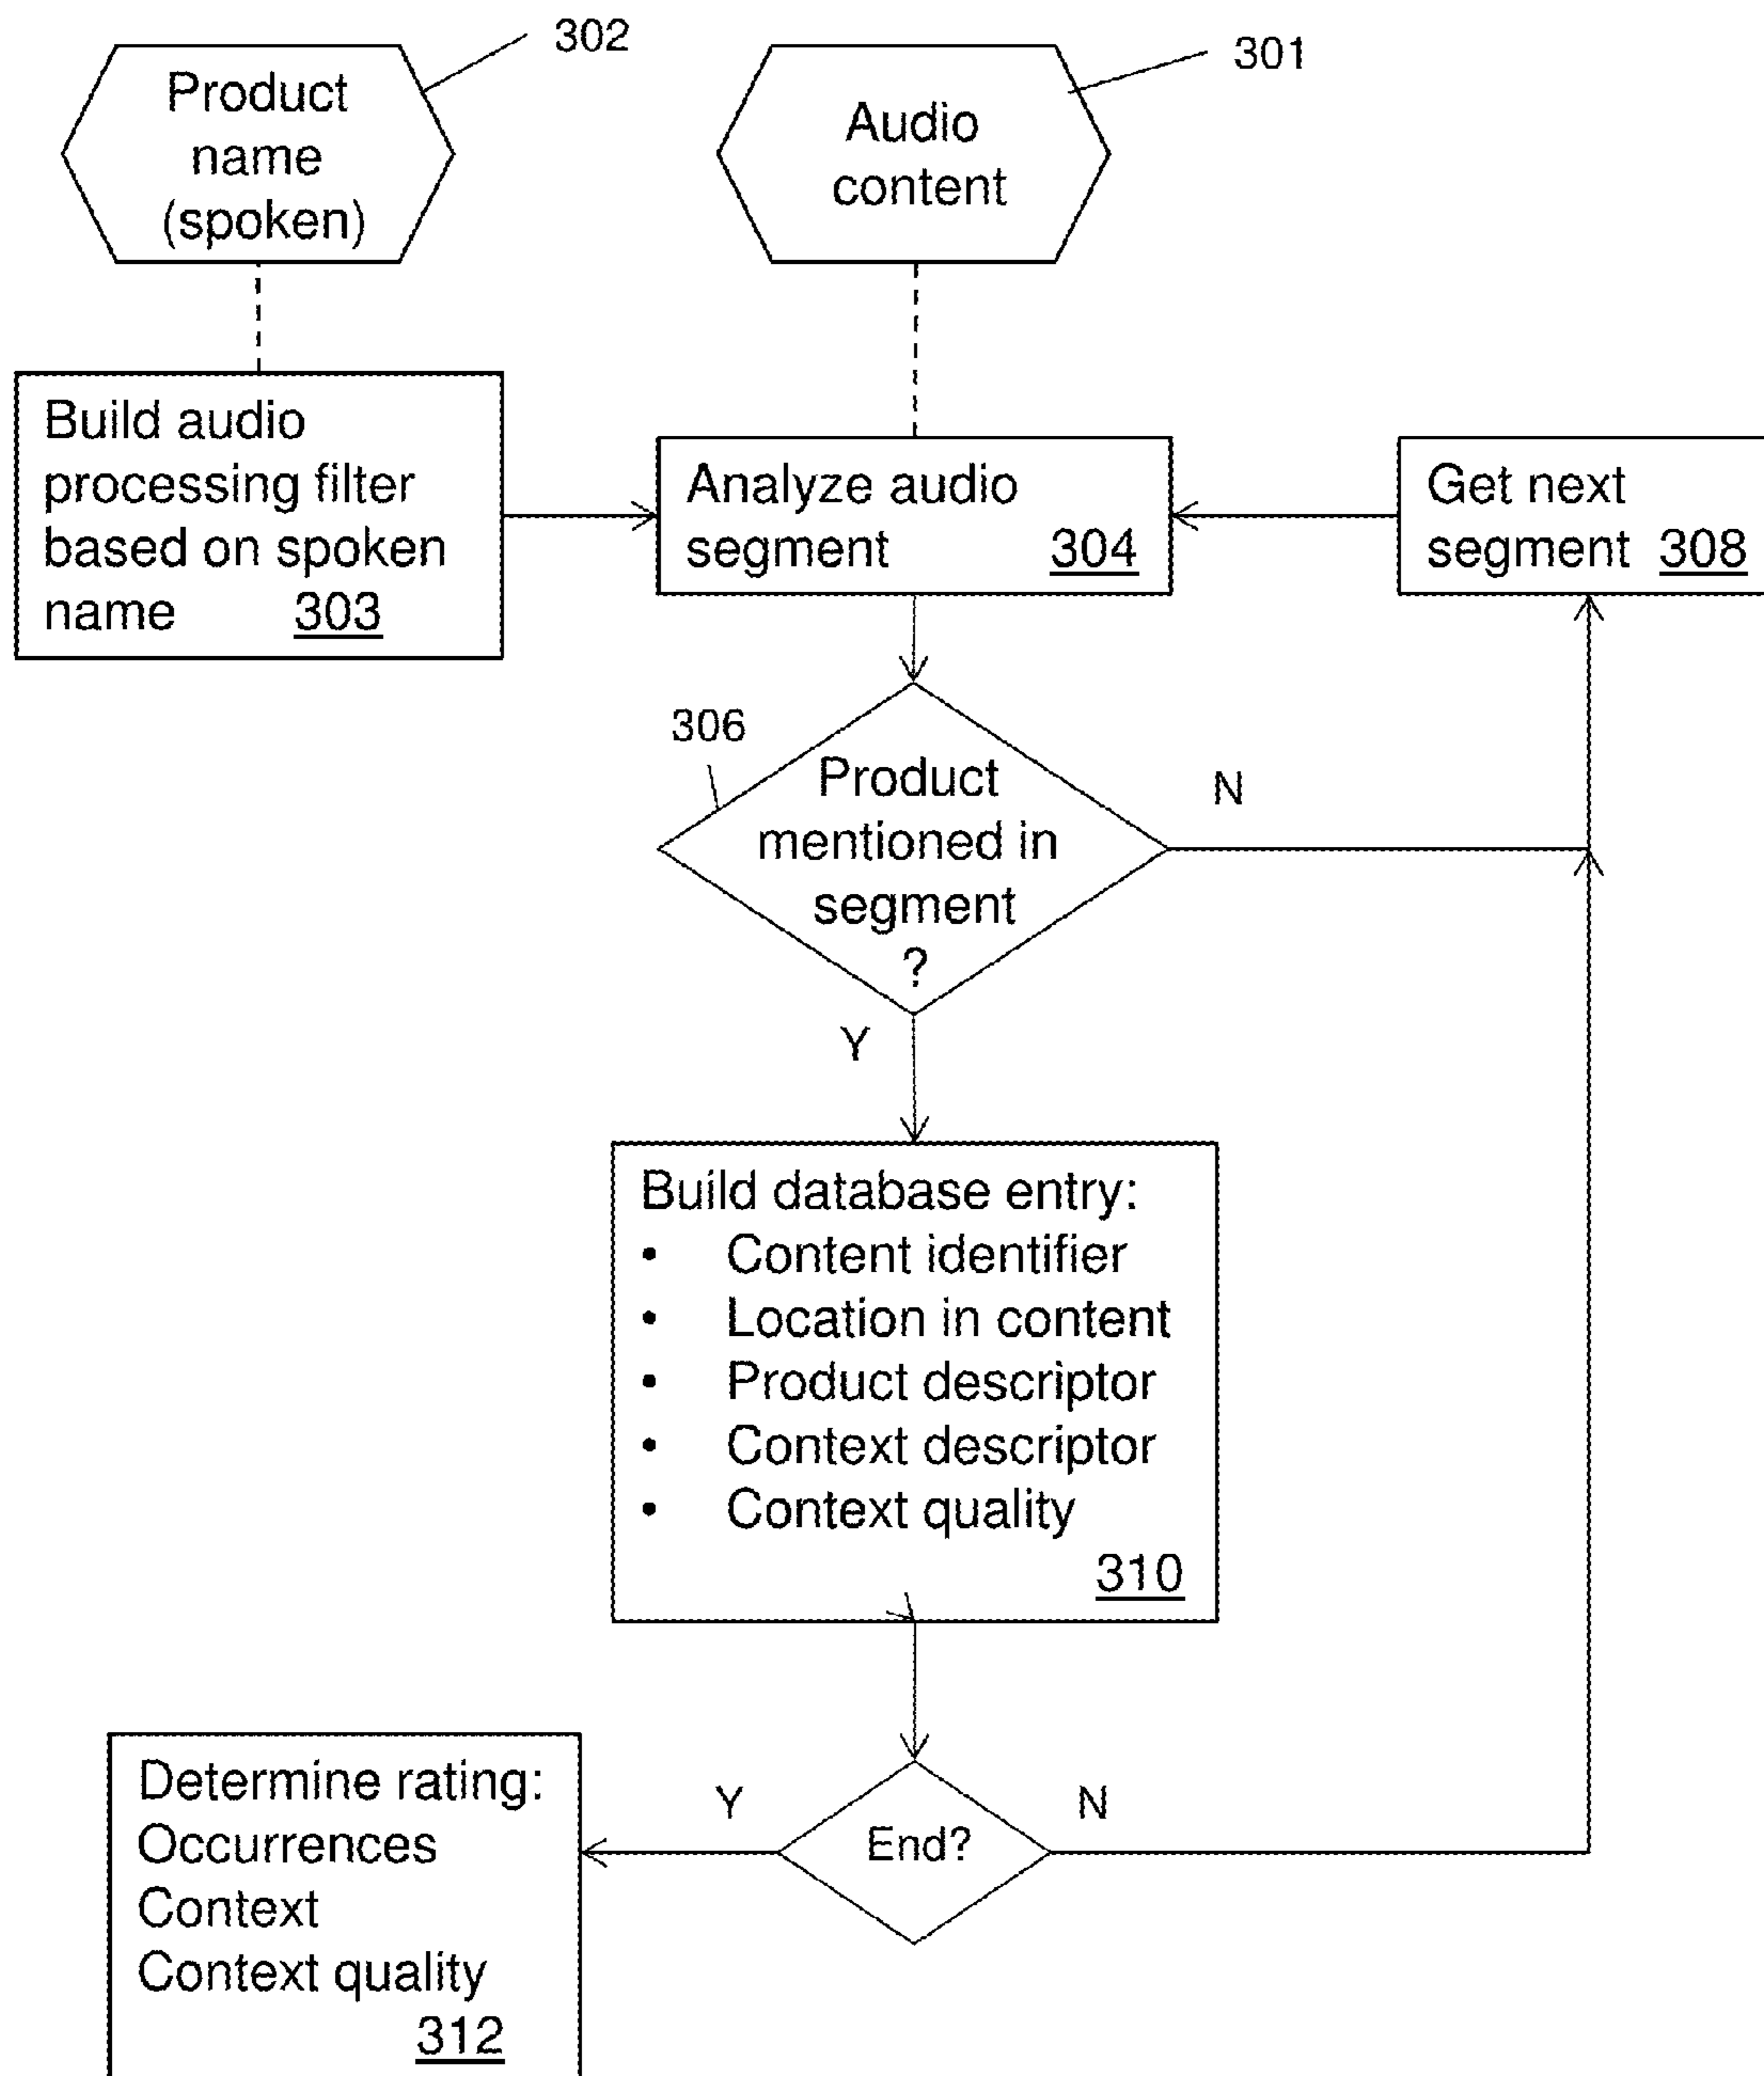 302
Product
name
(spoken)
301
Audio
content
Build audio
processing filter
based on spoken
name 303
Analyze audio
segment 304
Get next
segment 308
306
Product
mentioned in
segment
?
N
Y
Build database entry:
• Content identifier
• Location in content
• Product descriptor
• Context descriptor
• Context quality
310
End?
Y
N
Determine rating:
Occurrences
Context
Context quality
312